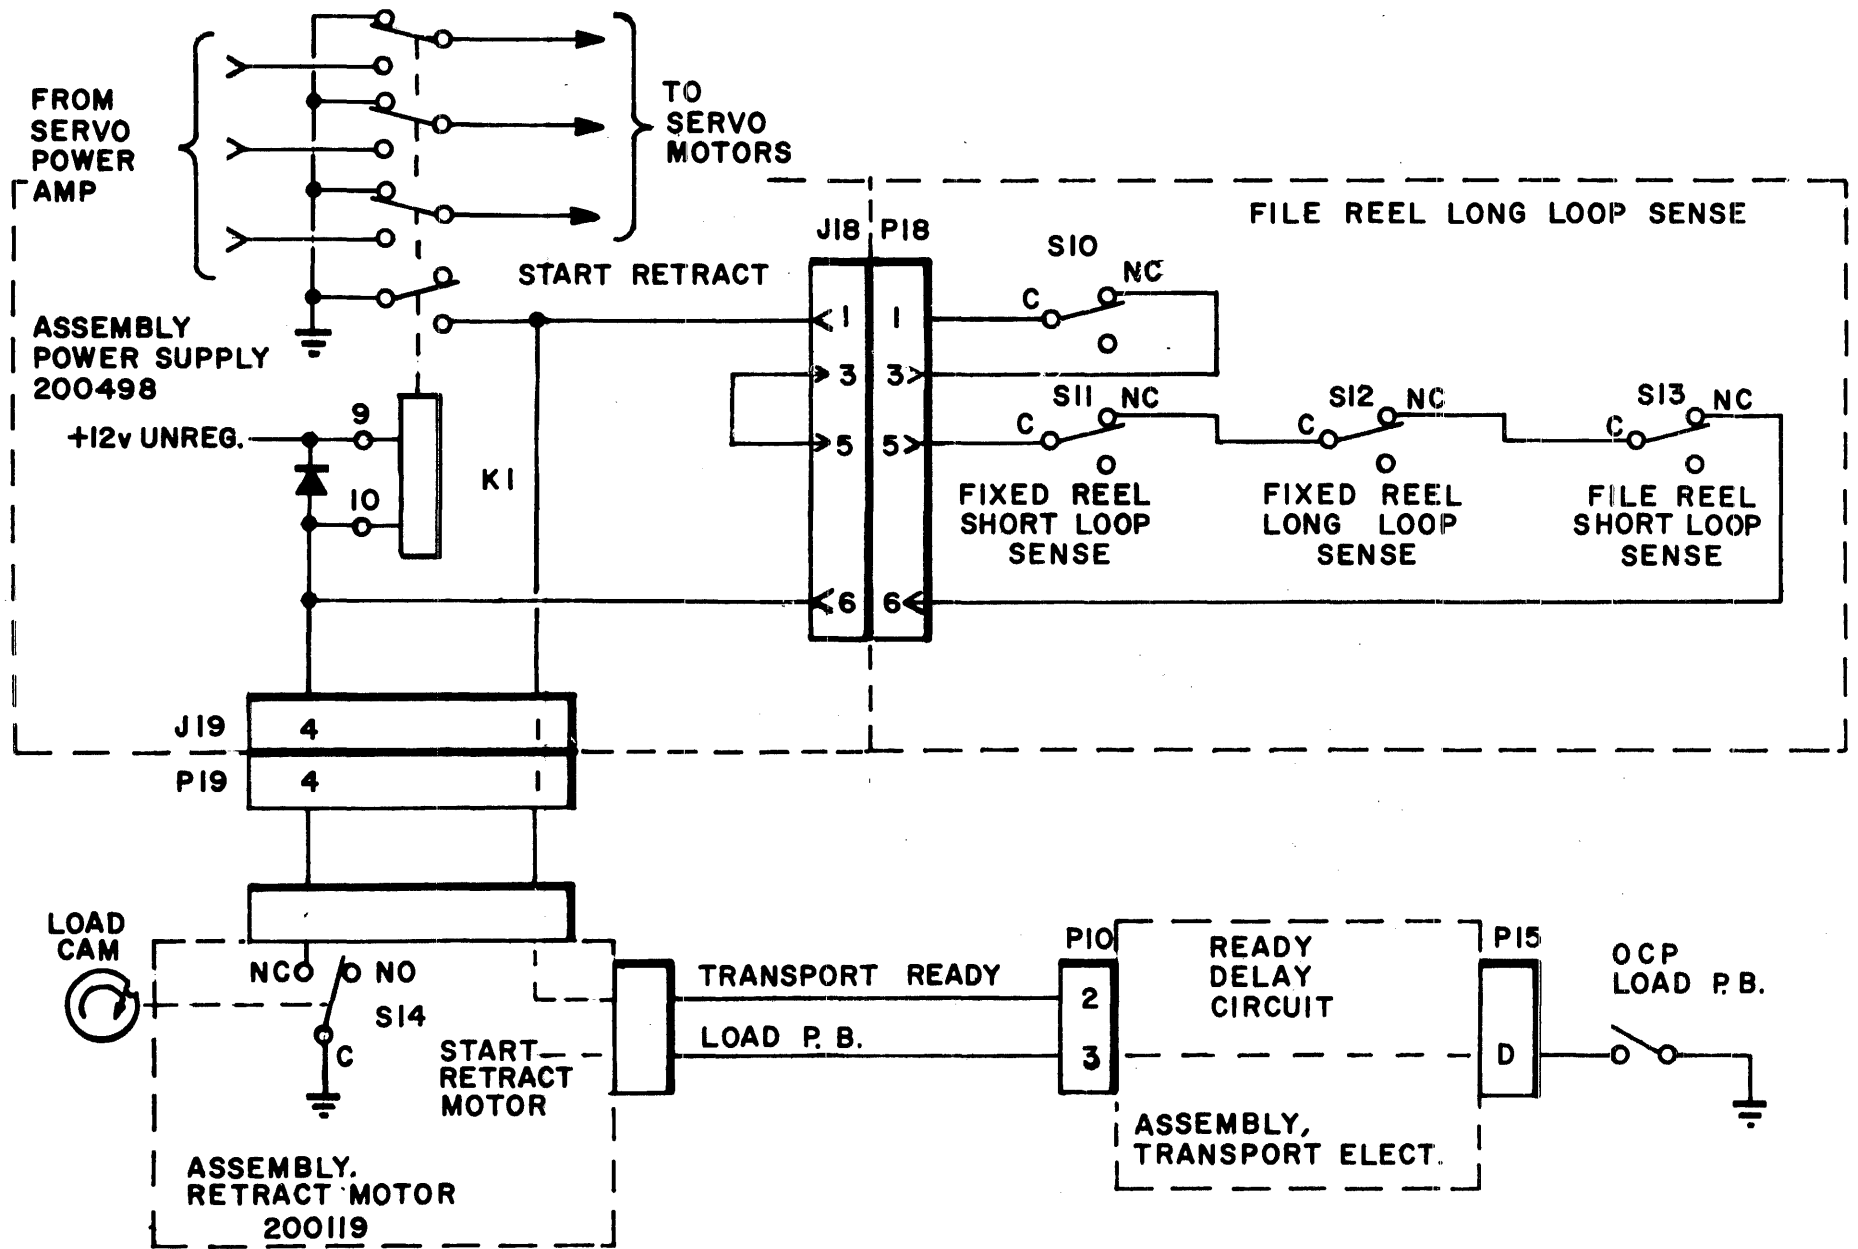 FROM
SERVO
POWER
AMP
TO
SERVO
MOTORS
FILE REEL LONG LOOP SENSE
J18 P18
S10
START RETRACT
NC
C
1 1
ASSEMBLY
POWER SUPPLY
200498
3 3
S11 NC
S12 NC
S13 NC
9
+12V UNREG.
C
C
C
5 5
K1
10
FIXED REEL
SHORT LOOP
SENSE
FIXED REEL
LONG LOOP
SENSE
FILE REEL
SHORT LOOP
SENSE
6 6
J19 4 1
P19 4 1
LOAD
CAM
NC NO
S14
C
START
RETRACT
MOTOR
ASSEMBLY.
RETRACT MOTOR
200119
TRANSPORT READY
LOAD P. B.
P10
2
3
READY
DELAY
CIRCUIT
ASSEMBLY,
TRANSPORT ELECT.
P15
D
OCP
LOAD P. B.